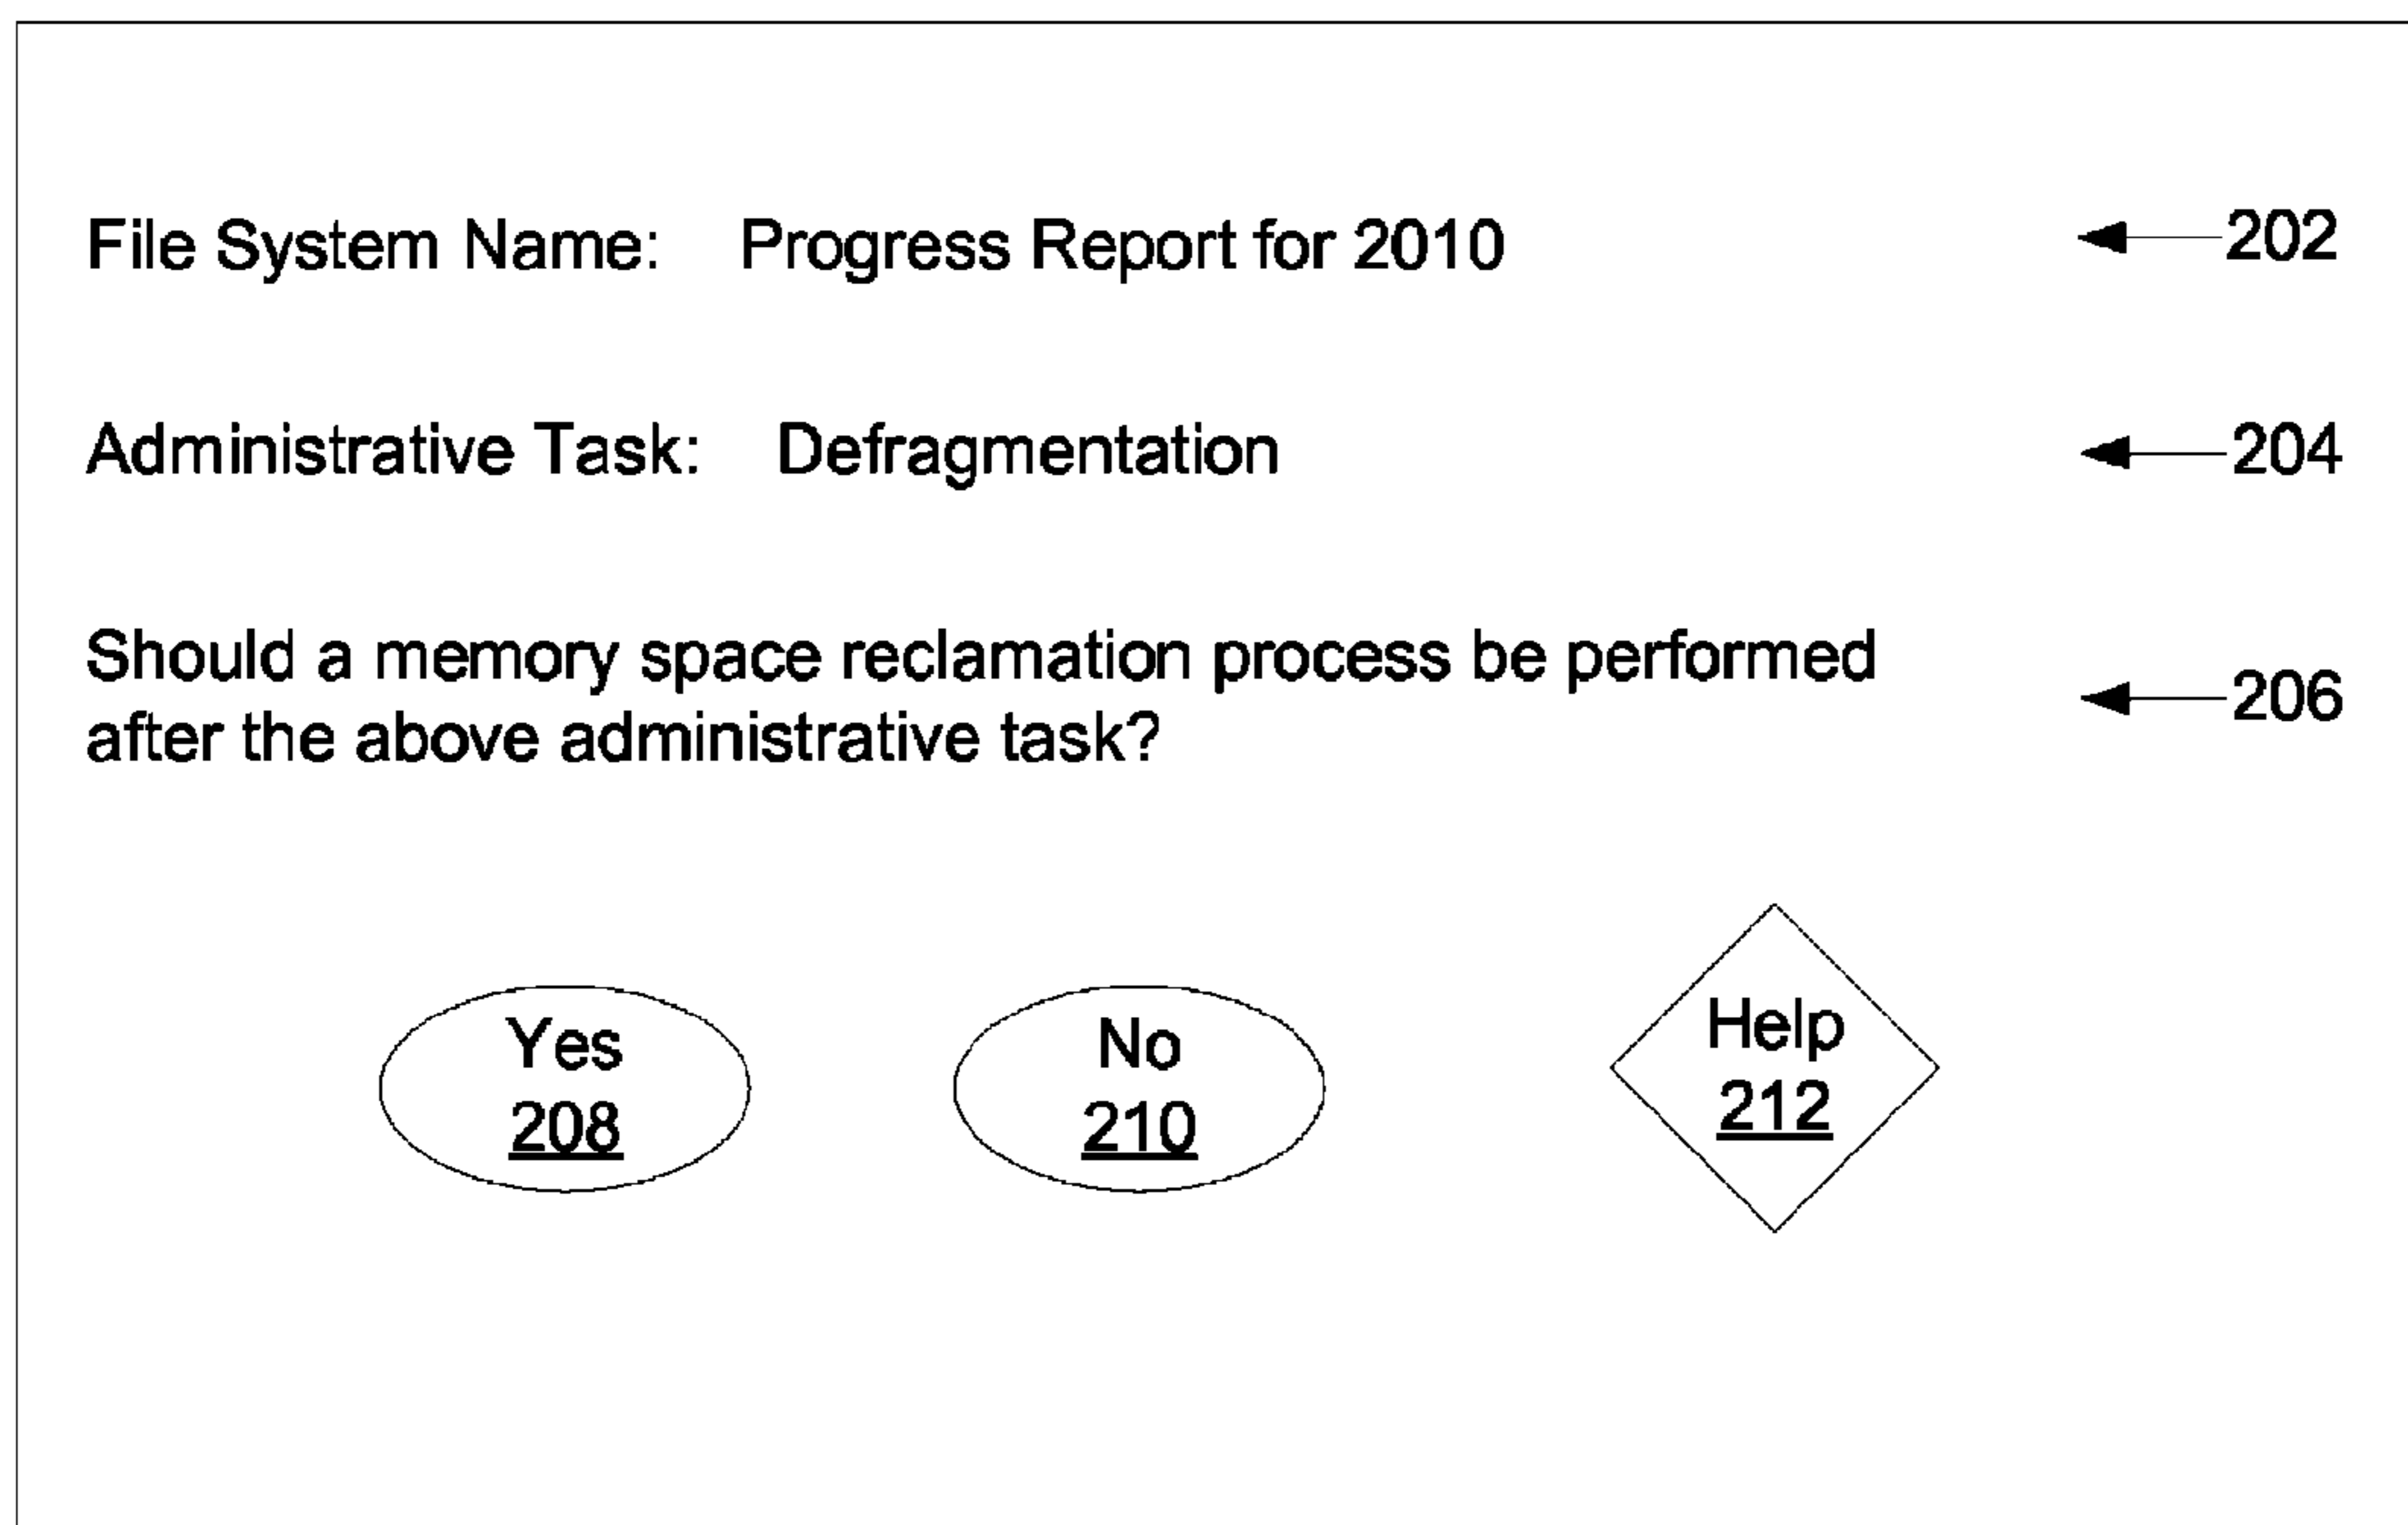 File System Name: Progress Report for 2010 202
Administrative Task: Defragmentation 204
Should a memory space reclamation process be performed
after the above administrative task? 206
Yes
208
No
210
Help
212